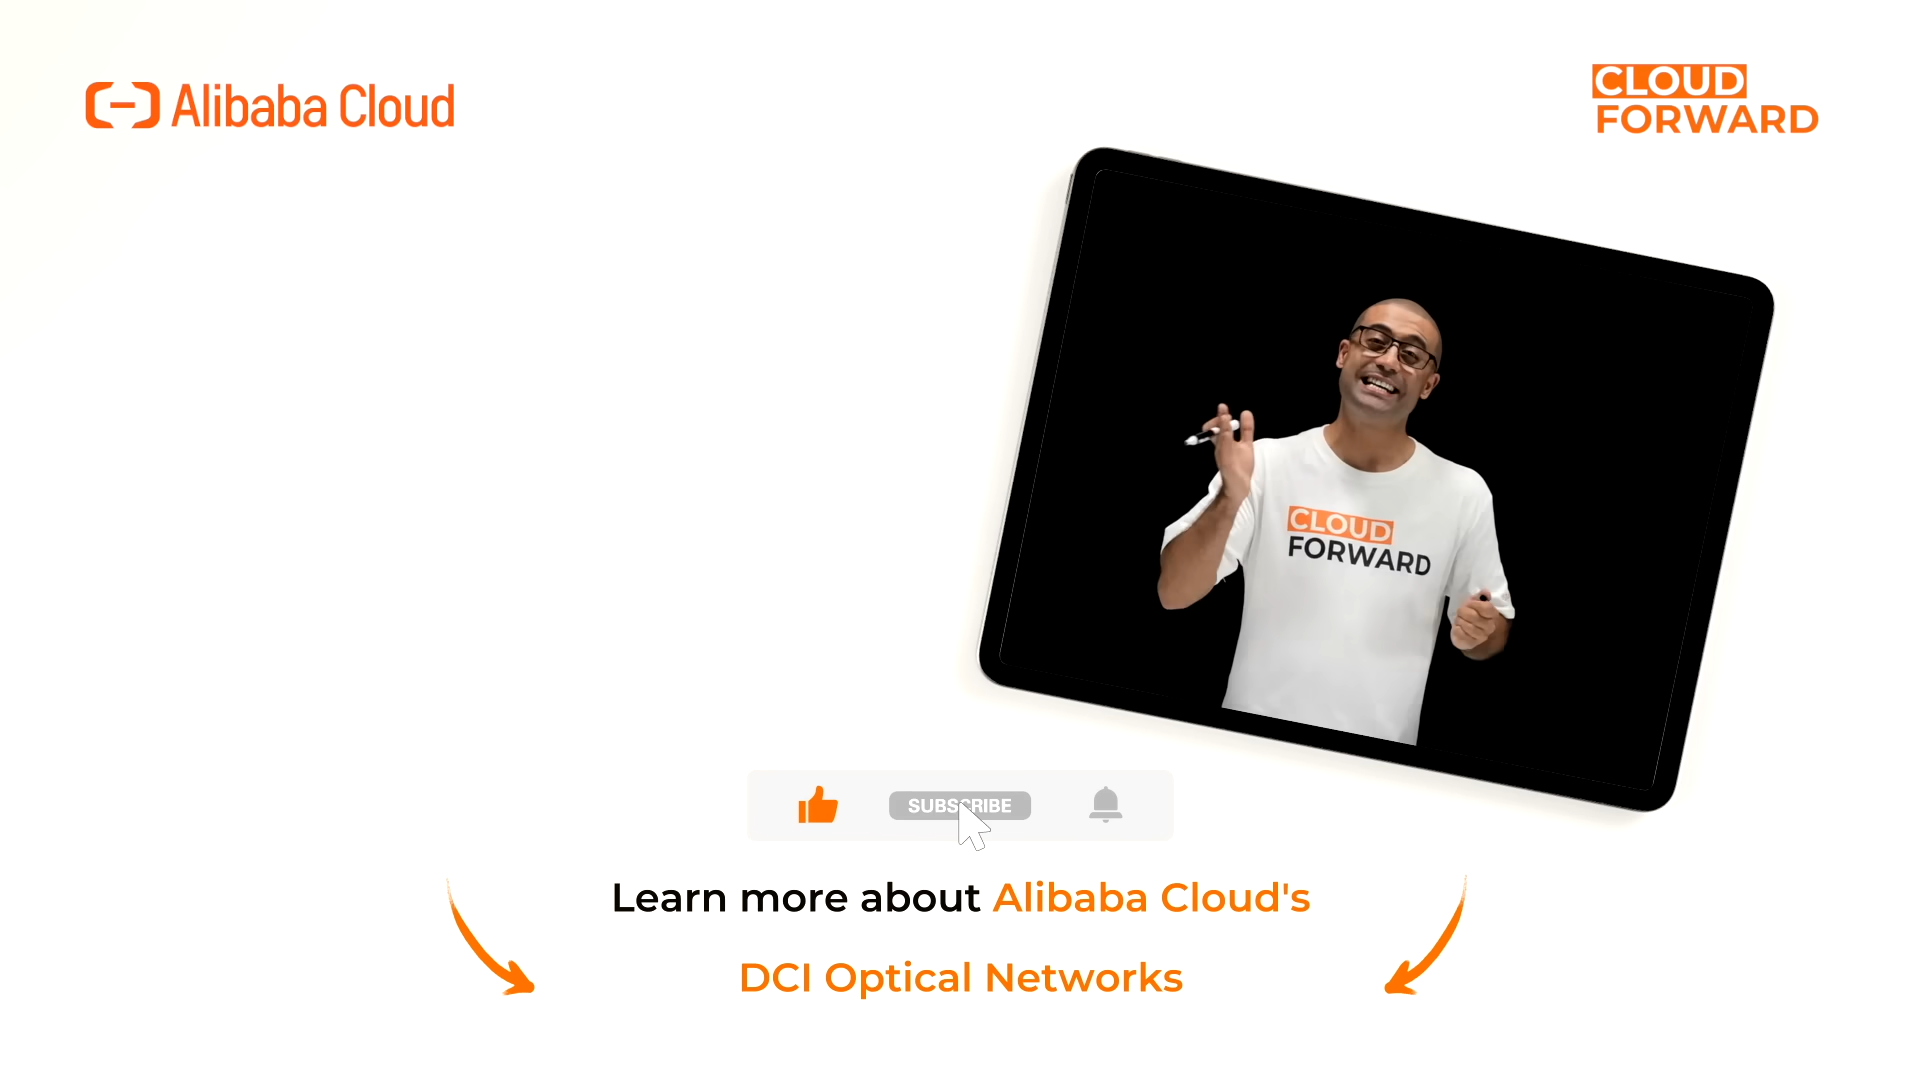 Alibaba Cloud
CLOUD
FORWARD
CLOUD
FORWARD
SUBSCRIBE
Learn more about Alibaba Cloud's
DCI Optical Networks